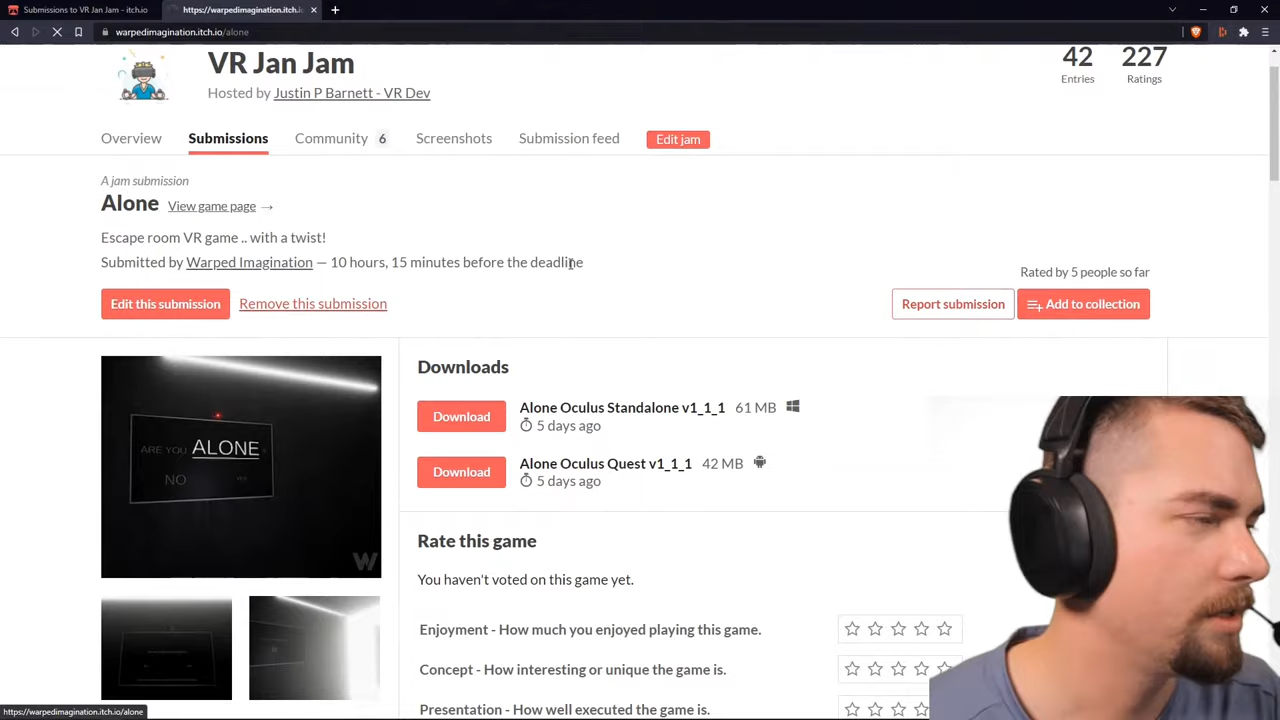 Submissions to VR Jan Jam - itch.io
https://warpedimagination.itch.io
warpedimagination.itch.io/alone
VR Jan Jam
Hosted by Justin P Barnett - VR Dev
42
Entries
227
Ratings
Overview
Submissions
Community 6
Screenshots
Submission feed
Edit jam
A jam submission
Alone View game page →
Escape room VR game .. with a twist!
Submitted by Warped Imagination — 10 hours, 15 minutes before the deadline
Rated by 5 people so far
Edit this submission
Remove this submission
Report submission
Add to collection
ARE YOU ALONE
NO
YES
W
Downloads
Download
Alone Oculus Standalone v1_1_1 61 MB
5 days ago
Download
Alone Oculus Quest v1_1_1 42 MB
5 days ago
Rate this game
You haven't voted on this game yet.
Enjoyment - How much you enjoyed playing this game.
Concept - How interesting or unique the game is.
Presentation - How well executed the game is.
https://warpedimagination.itch.io/alone